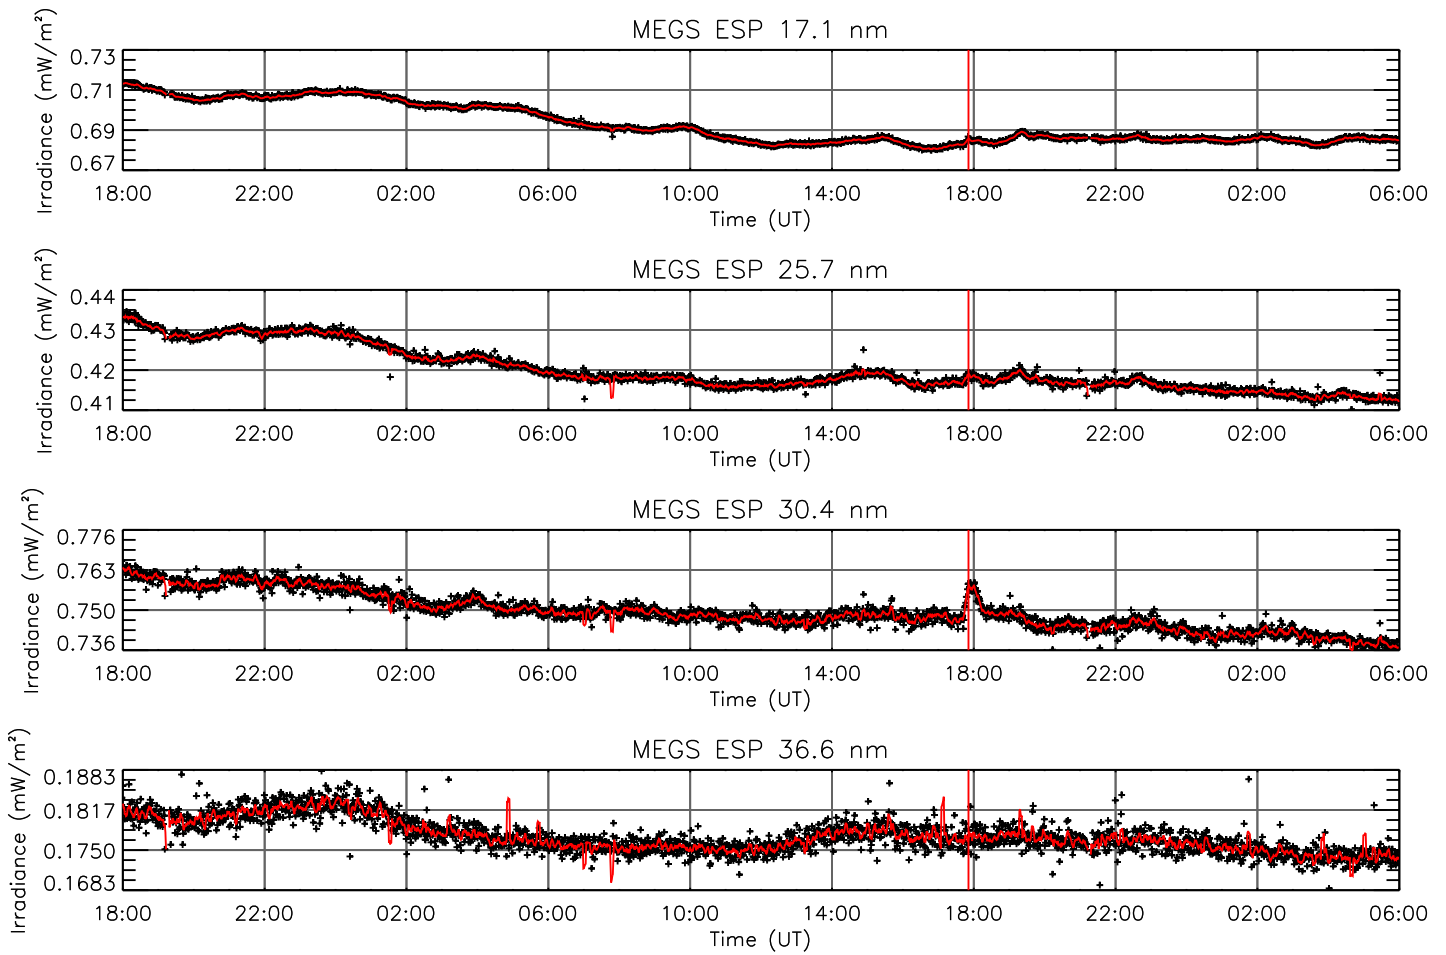 MEGS ESP 17.1 nm
Irradiance (mW/m²)
0.73
0.71
0.69
0.67
18:00 22:00 02:00 06:00 10:00 14:00 18:00 22:00 02:00 06:00
Time (UT)
MEGS ESP 25.7 nm
Irradiance (mW/m²)
0.44
0.43
0.42
0.41
18:00 22:00 02:00 06:00 10:00 14:00 18:00 22:00 02:00 06:00
Time (UT)
MEGS ESP 30.4 nm
Irradiance (mW/m²)
0.776
0.763
0.750
0.736
18:00 22:00 02:00 06:00 10:00 14:00 18:00 22:00 02:00 06:00
Time (UT)
MEGS ESP 36.6 nm
Irradiance (mW/m²)
0.1883
0.1817
0.1750
0.1683
18:00 22:00 02:00 06:00 10:00 14:00 18:00 22:00 02:00 06:00
Time (UT)